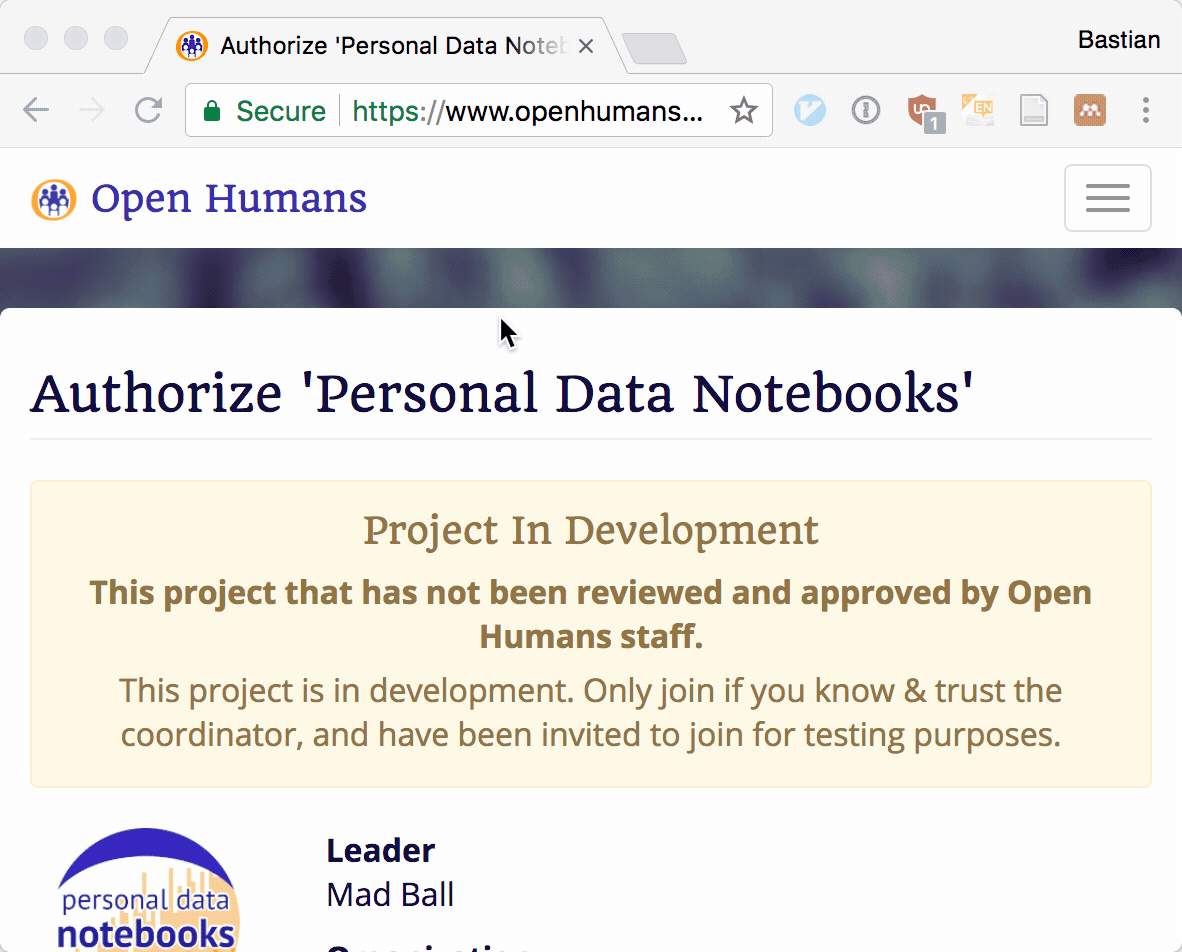 Authorize 'Personal Data Noteb
Bastian
Secure
https://www.openhumans...
1
EN
Open Humans
Authorize 'Personal Data Notebooks'
Project In Development
This project that has not been reviewed and approved by Open
Humans staff.
This project is in development. Only join if you know & trust the
coordinator, and have been invited to join for testing purposes.
personal data
notebooks
Leader
Mad Ball